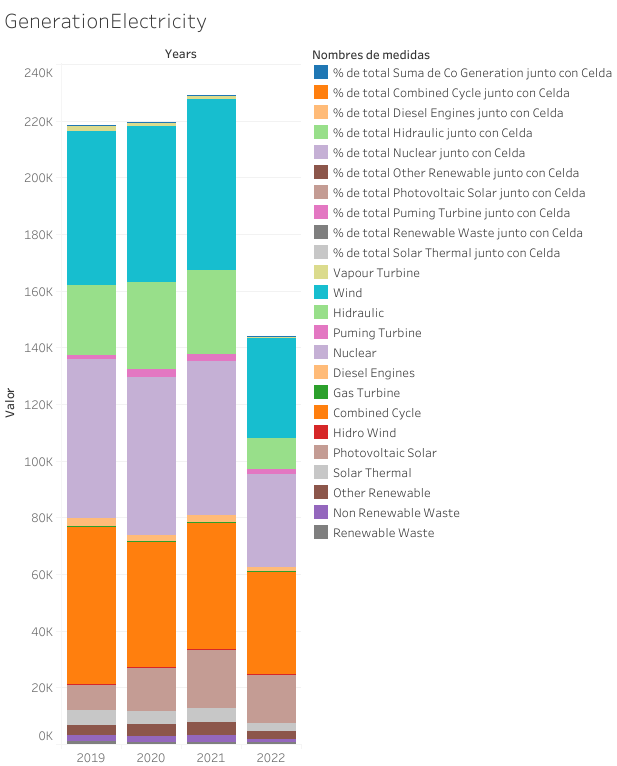 GenerationElectricity
Years
240K
220K
200K
180K
160K
140K
120K
100K
80K
60K
40K
20K
0K
Valor
2019 2020 2021 2022
Nombres de medidas
% de total Suma de Co Generation junto con Celda
% de total Combined Cycle junto con Celda
% de total Diesel Engines junto con Celda
% de total Hidraulic junto con Celda
% de total Nuclear junto con Celda
% de total Other Renewable junto con Celda
% de total Photovoltaic Solar junto con Celda
% de total Puming Turbine junto con Celda
% de total Renewable Waste junto con Celda
% de total Solar Thermal junto con Celda
Vapour Turbine
Wind
Hidraulic
Puming Turbine
Nuclear
Diesel Engines
Gas Turbine
Combined Cycle
Hidro Wind
Photovoltaic Solar
Solar Thermal
Other Renewable
Non Renewable Waste
Renewable Waste